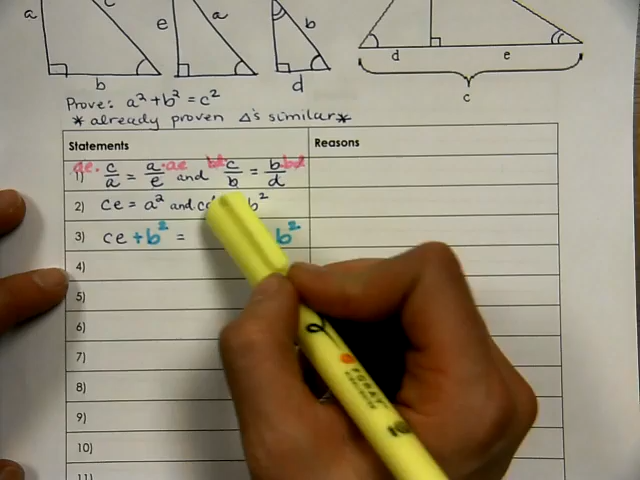 a c e a b
b d d e
c
Prove: a² + b² = c²
*already proven Δ's similar*
Statements Reasons
ae· bd·
1) c/a = a/e ·ae and c/b = b/d ·bd
2) ce = a² and b²
3) ce + b² = b²
4)
5)
6)
7)
8)
9)
10)
11)
FORAY